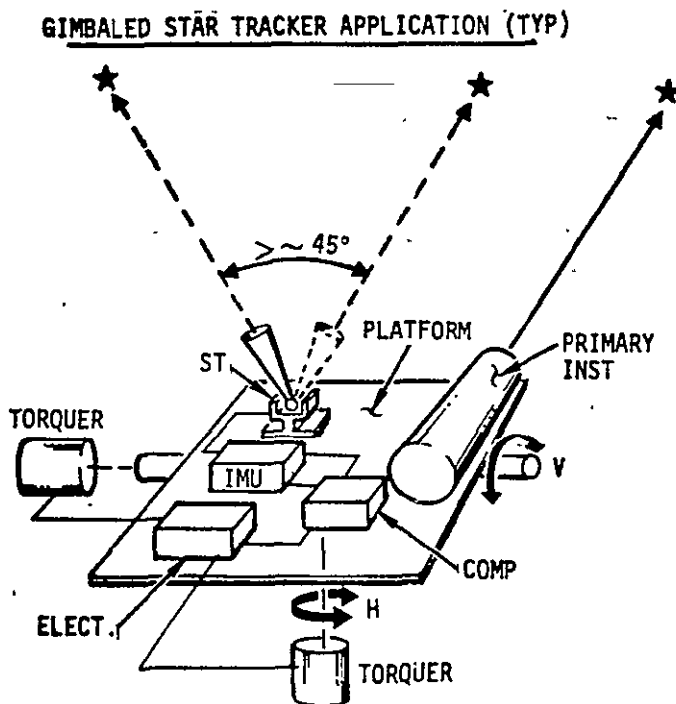 GIMBALED STAR TRACKER APPLICATION (TYP)
> ~ 45°
PLATFORM
PRIMARY
INST
ST.
TORQUER
IMU
V
COMP
H
ELECT.
TORQUER